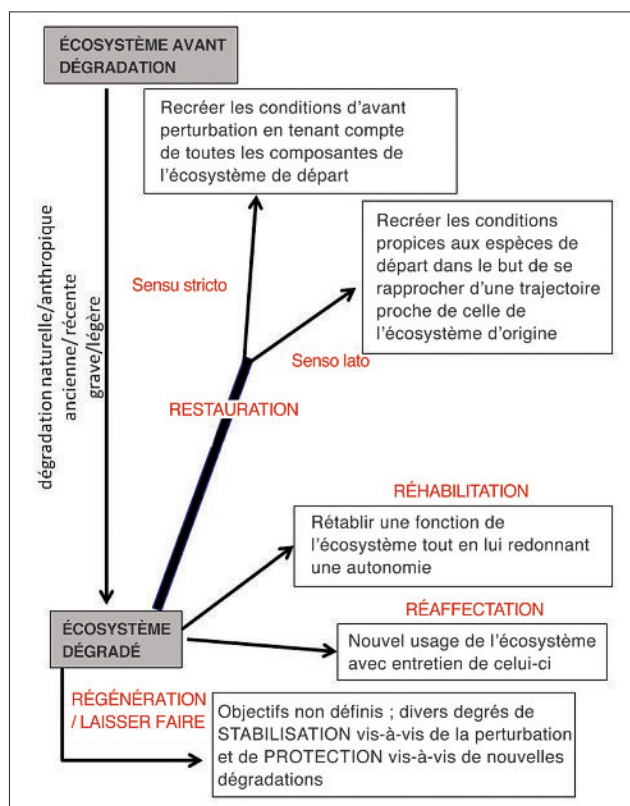 ÉCOSYSTÈME AVANT
DÉGRADATION
Recréer les conditions d'avant
perturbation en tenant compte
de toutes les composantes de
l'écosystème de départ
dégradation naturelle/anthropique
ancienne/récente
grave/légère
Sensu stricto
Recréer les conditions
propices aux espèces de
départ dans le but de se
rapprocher d'une trajectoire
proche de celle de
l'écosystème d'origine
Senso lato
RESTAURATION
RÉHABILITATION
Rétablir une fonction de
l'écosystème tout en lui redonnant
une autonomie
RÉAFFECTATION
Nouvel usage de l'écosystème
avec entretien de celui-ci
ÉCOSYSTÈME
DÉGRADÉ
RÉGÉNÉRATION
/ LAISSER FAIRE
Objectifs non définis ; divers degrés de
STABILISATION vis-à-vis de la perturbation
et de PROTECTION vis-à-vis de nouvelles
dégradations